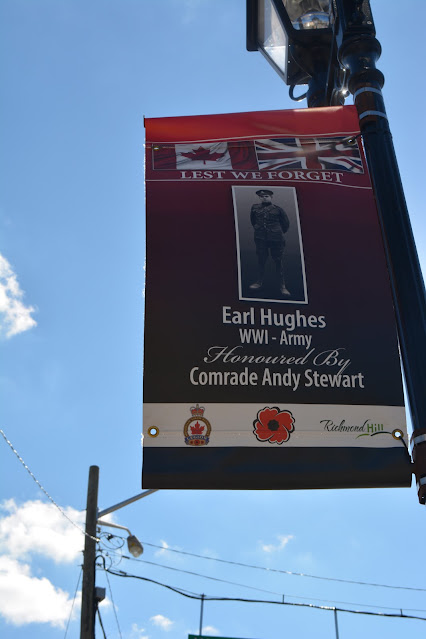 LEST WE FORGET
Earl Hughes
WWI - Army
Honoured By
Comrade Andy Stewart
Richmond Hill